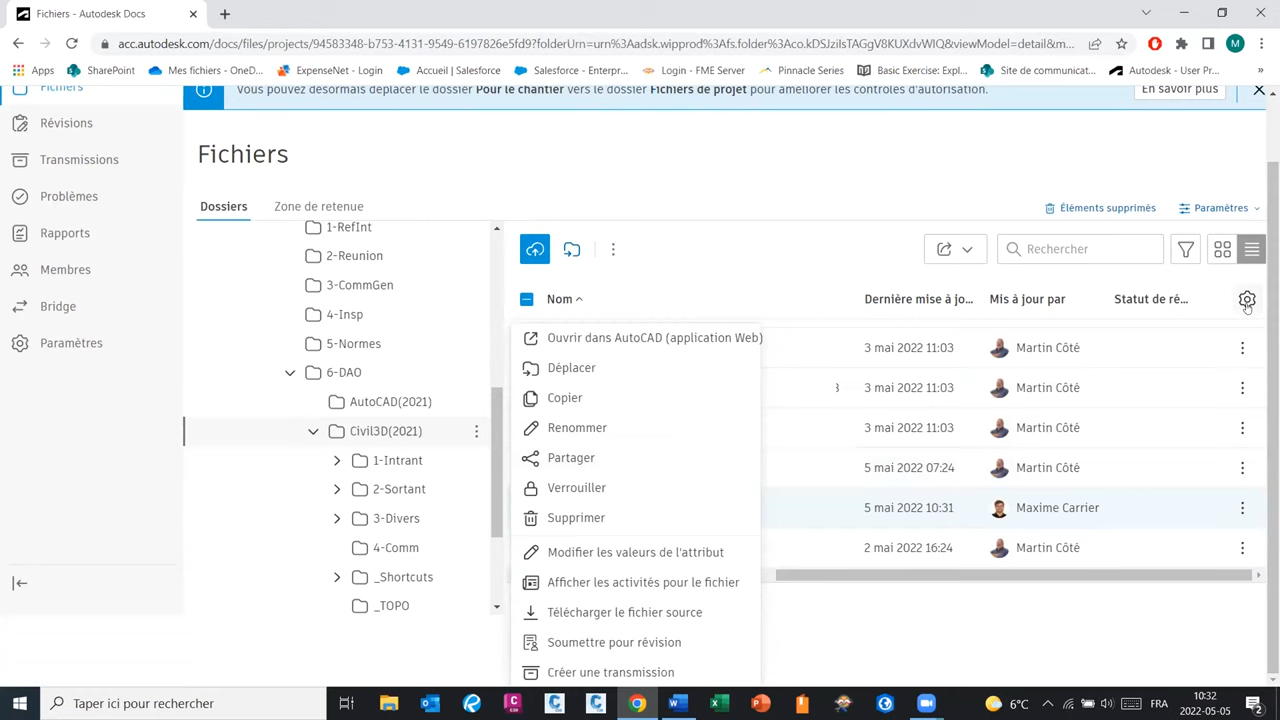 Fichiers - Autodesk Docs
acc.autodesk.com/docs/files/projects/94583348-b753-4131-9549-6197826e5fd9?folderUrn=urn%3Aadsk.wipprod%3Afs.folder%3Aco.kDSJziIsTAGgV8KUXdvWIQ&viewModel=detail&m...
M
Apps SharePoint Mes fichiers - OneD... ExpenseNet - Login Accueil | Salesforce Salesforce - Enterpr... Login - FME Server Pinnacle Series Basic Exercise: Expl... Site de communicat... Autodesk - User Pr...
Fichiers
Vous pouvez désormais déplacer le dossier Pour le chantier vers le dossier Fichiers de projet pour améliorer les contrôles d'autorisation. En savoir plus
Révisions
Transmissions
Problèmes
Rapports
Membres
Bridge
Paramètres
Fichiers
Dossiers Zone de retenue
Éléments supprimés Paramètres
1-RefInt
2-Reunion
3-CommGen
4-Insp
5-Normes
6-DAO
AutoCAD(2021)
Civil3D(2021)
1-Intrant
2-Sortant
3-Divers
4-Comm
_Shortcuts
_TOPO
Rechercher
Nom Dernière mise à jo... Mis à jour par Statut de ré...
3 mai 2022 11:03 Martin Côté
3 mai 2022 11:03 Martin Côté
3 mai 2022 11:03 Martin Côté
5 mai 2022 07:24 Martin Côté
5 mai 2022 10:31 Maxime Carrier
2 mai 2022 16:24 Martin Côté
Ouvrir dans AutoCAD (application Web)
Déplacer
Copier
Renommer
Partager
Verrouiller
Supprimer
Modifier les valeurs de l'attribut
Afficher les activités pour le fichier
Télécharger le fichier source
Soumettre pour révision
Créer une transmission
Taper ici pour rechercher
6°C
FRA
10:32
2022-05-05